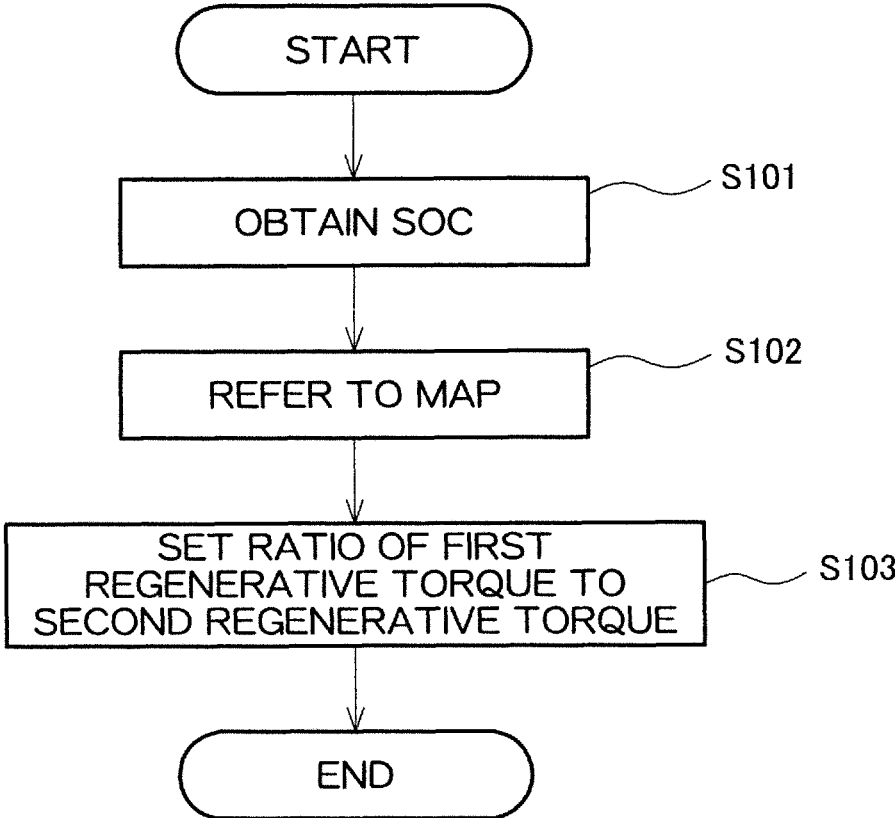 START
OBTAIN SOC
S101
REFER TO MAP
S102
SET RATIO OF FIRST
REGENERATIVE TORQUE TO
SECOND REGENERATIVE TORQUE
S103
END